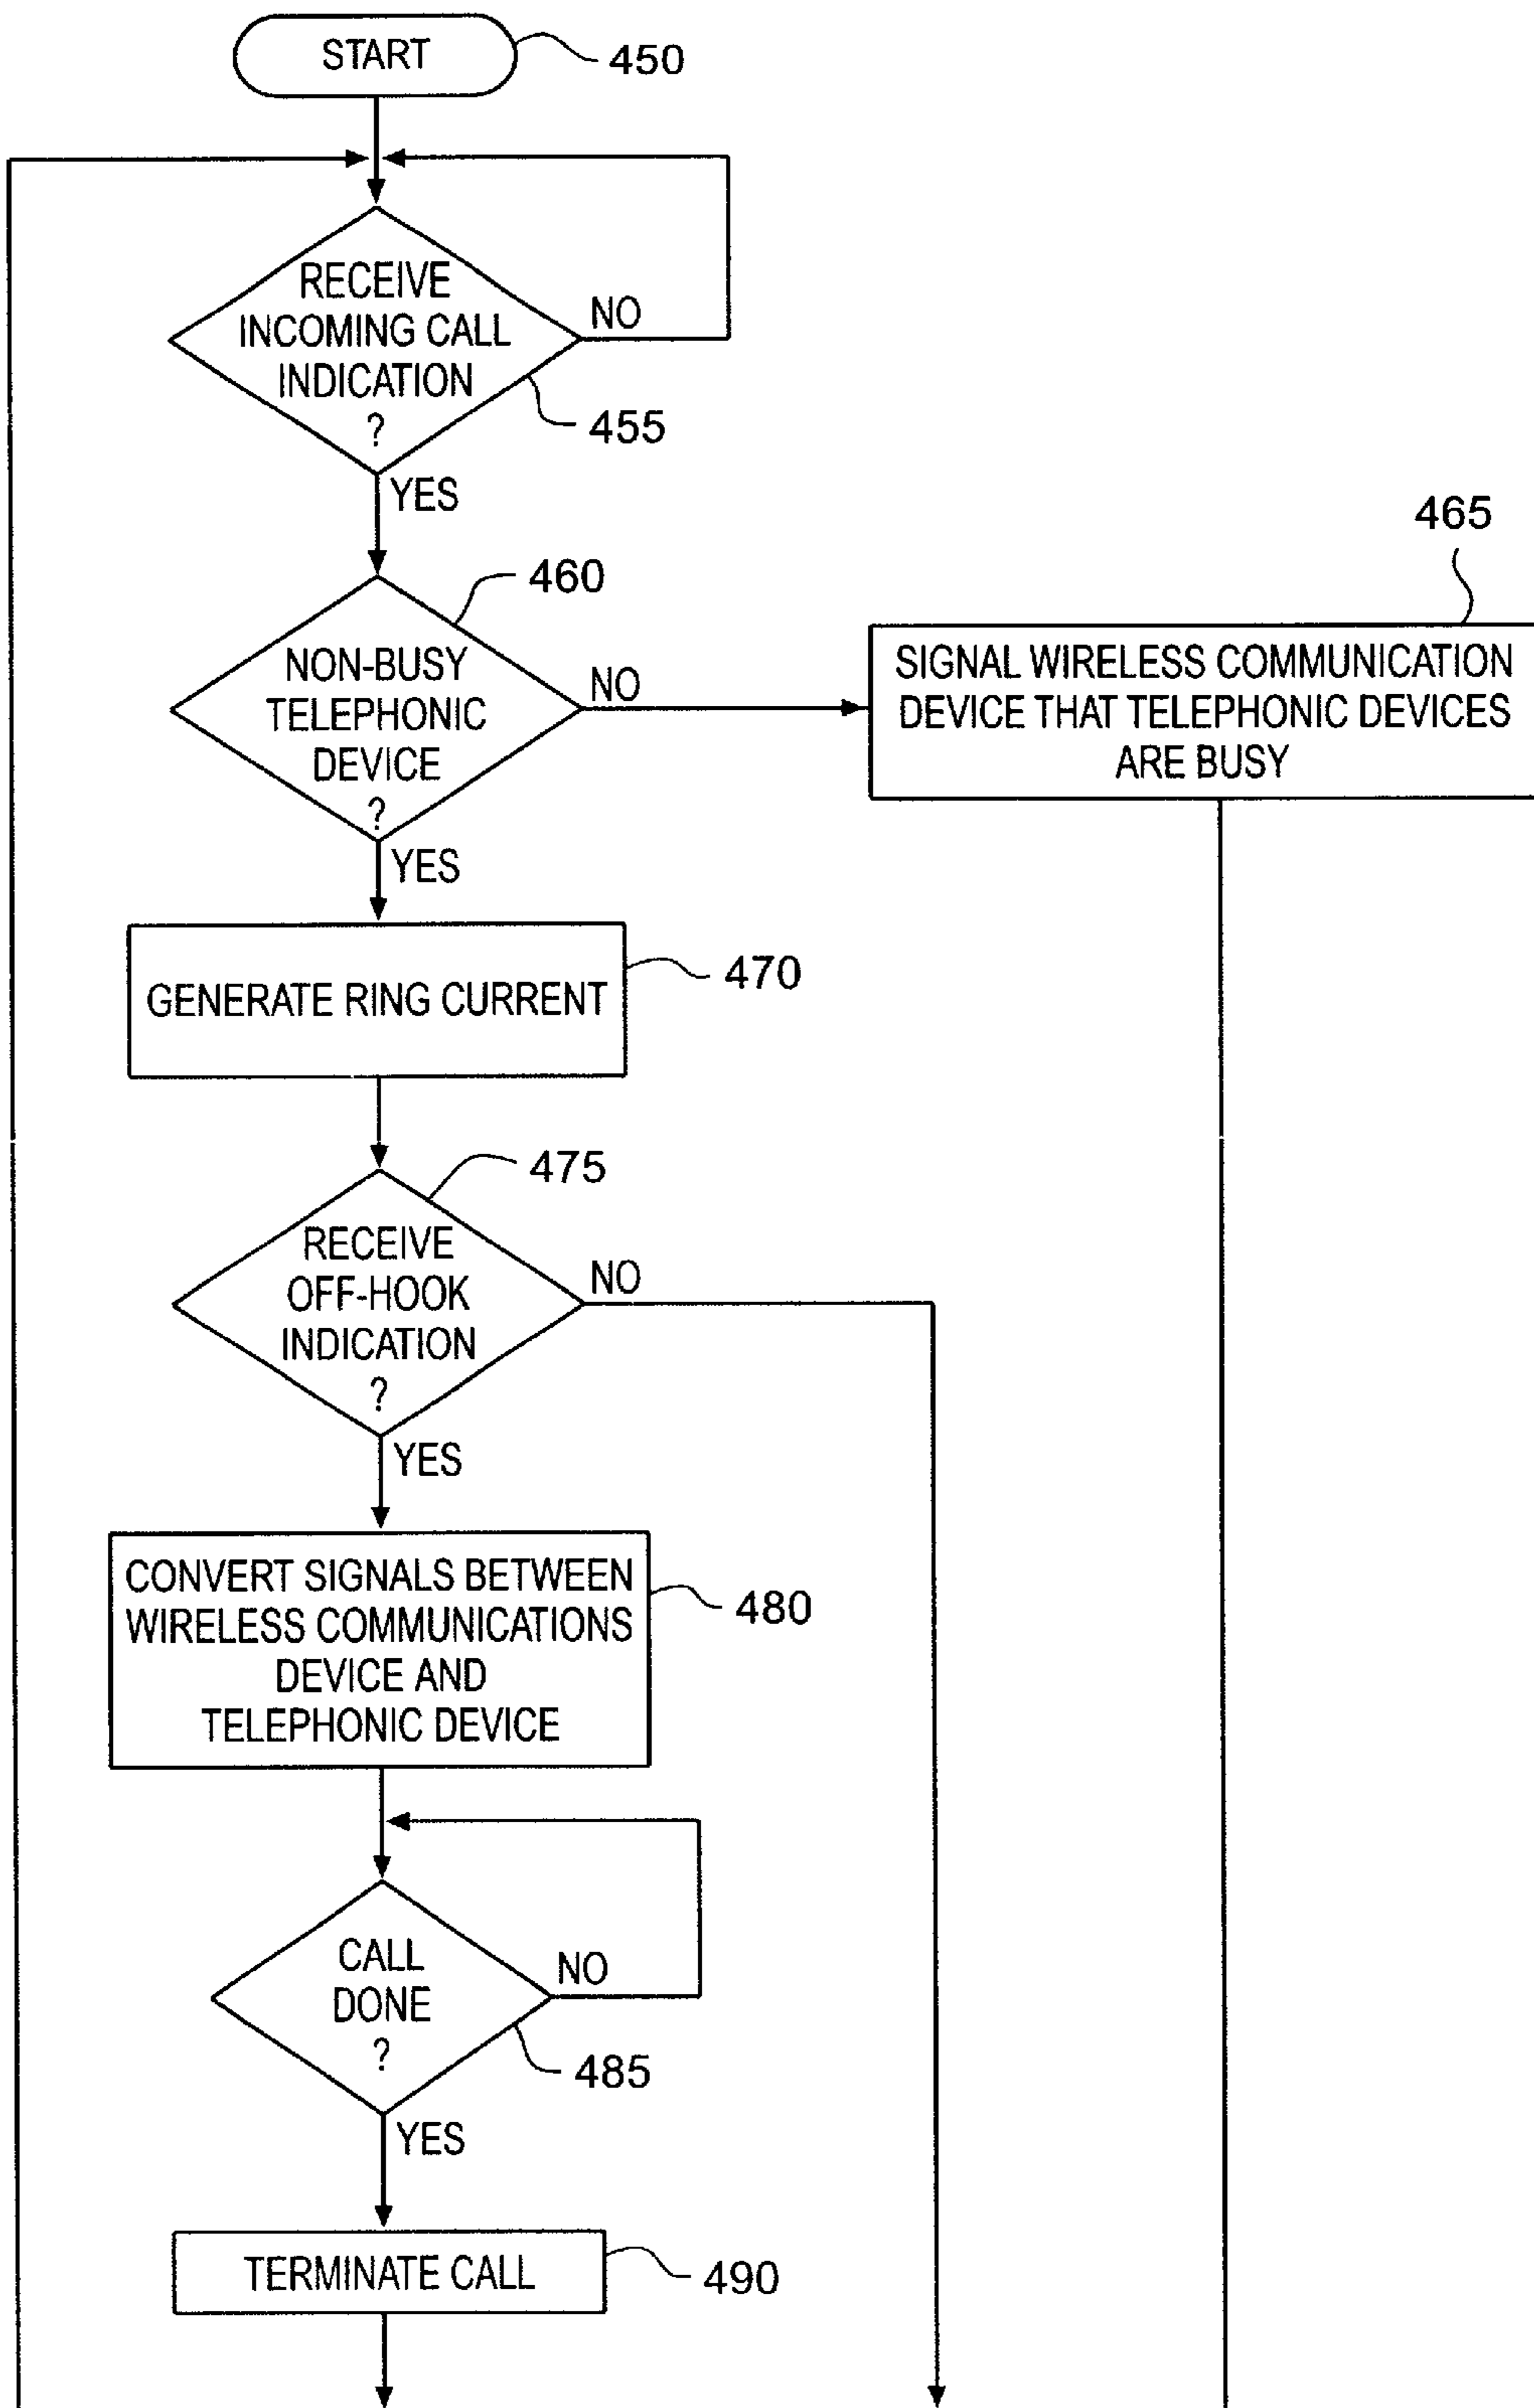 START
450
RECEIVE
INCOMING CALL
INDICATION
?
NO
455
YES
460
465
NON-BUSY
TELEPHONIC
DEVICE
?
NO
SIGNAL WIRELESS COMMUNICATION
DEVICE THAT TELEPHONIC DEVICES
ARE BUSY
YES
GENERATE RING CURRENT
470
475
RECEIVE
OFF-HOOK
INDICATION
?
NO
YES
CONVERT SIGNALS BETWEEN
WIRELESS COMMUNICATIONS
DEVICE AND
TELEPHONIC DEVICE
480
CALL
DONE
?
NO
485
YES
TERMINATE CALL
490